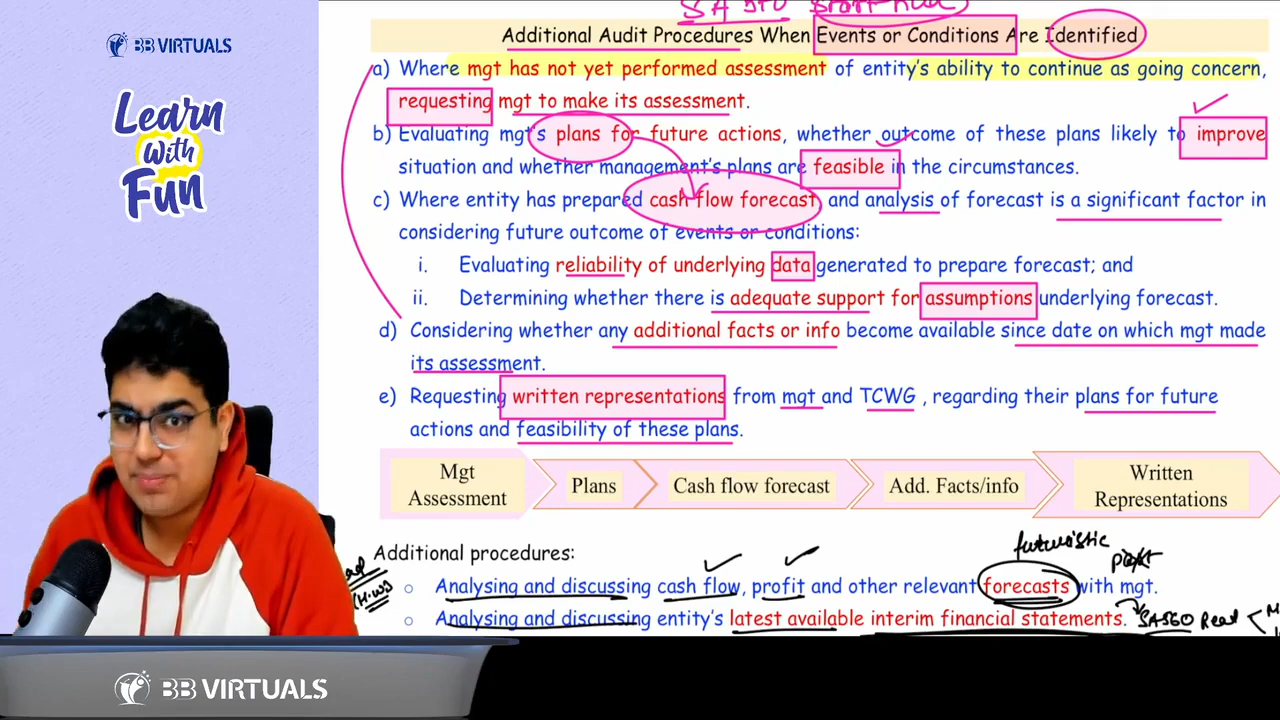 SA 570
BB VIRTUALS
Learn
With
Fun
Additional Audit Procedures When Events or Conditions Are Identified
a) Where mgt has not yet performed assessment of entity's ability to continue as going concern,
requesting mgt to make its assessment.
b) Evaluating mgt's plans for future actions, whether outcome of these plans likely to improve
situation and whether management's plans are feasible in the circumstances.
c) Where entity has prepared cash flow forecast, and analysis of forecast is a significant factor in
considering future outcome of events or conditions:
i. Evaluating reliability of underlying data generated to prepare forecast; and
ii. Determining whether there is adequate support for assumptions underlying forecast.
d) Considering whether any additional facts or info become available since date on which mgt made
its assessment.
e) Requesting written representations from mgt and TCWG , regarding their plans for future
actions and feasibility of these plans.
Mgt
Assessment
Plans
Cash flow forecast
Add. Facts/info
Written
Representations
Additional procedures:
futuristic
past
(H.W)
o Analysing and discussing cash flow, profit and other relevant forecasts with mgt.
o Analysing and discussing entity's latest available interim financial statements.
SA560 Read
BB VIRTUALS